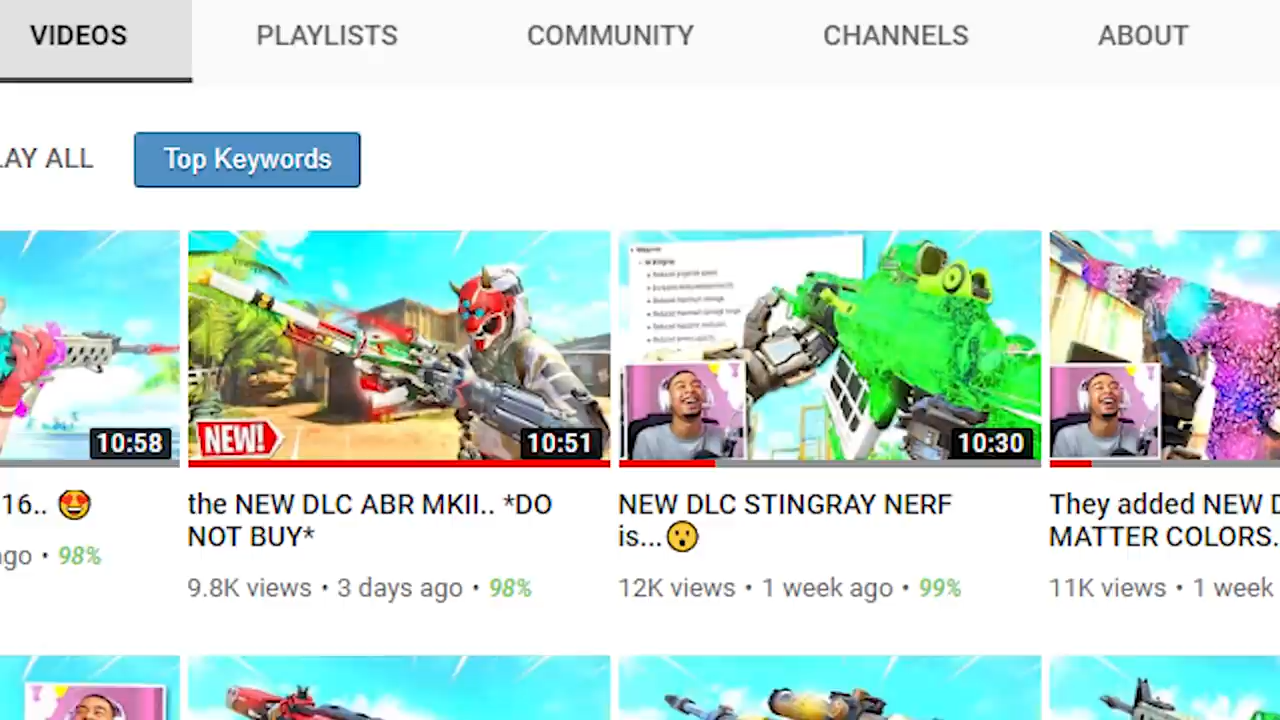 VIDEOS PLAYLISTS COMMUNITY CHANNELS ABOUT
LAY ALL Top Keywords
NEW!
10:58 10:51 10:30
16.. 😍 the NEW DLC ABR MKII.. *DO NEW DLC STINGRAY NERF They added NEW D
NOT BUY* is...😮 MATTER COLORS.
ago • 98% 9.8K views • 3 days ago • 98% 12K views • 1 week ago • 99% 11K views • 1 week